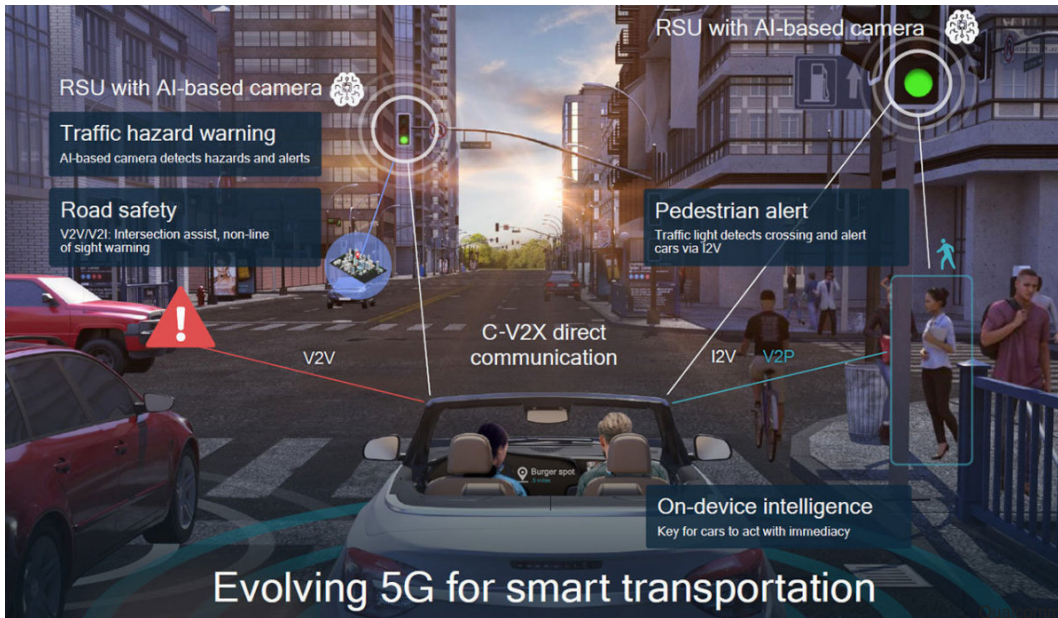 RSU with AI-based camera
RSU with AI-based camera
Traffic hazard warning
AI-based camera detects hazards and alerts
Road safety
V2V/V2I: Intersection assist, non-line
of sight warning
Pedestrian alert
Traffic light detects crossing and alert
cars via I2V
C-V2X direct
communication
V2V
I2V
V2P
Burger spot
.3 miles
On-device intelligence
Key for cars to act with immediacy
Evolving 5G for smart transportation